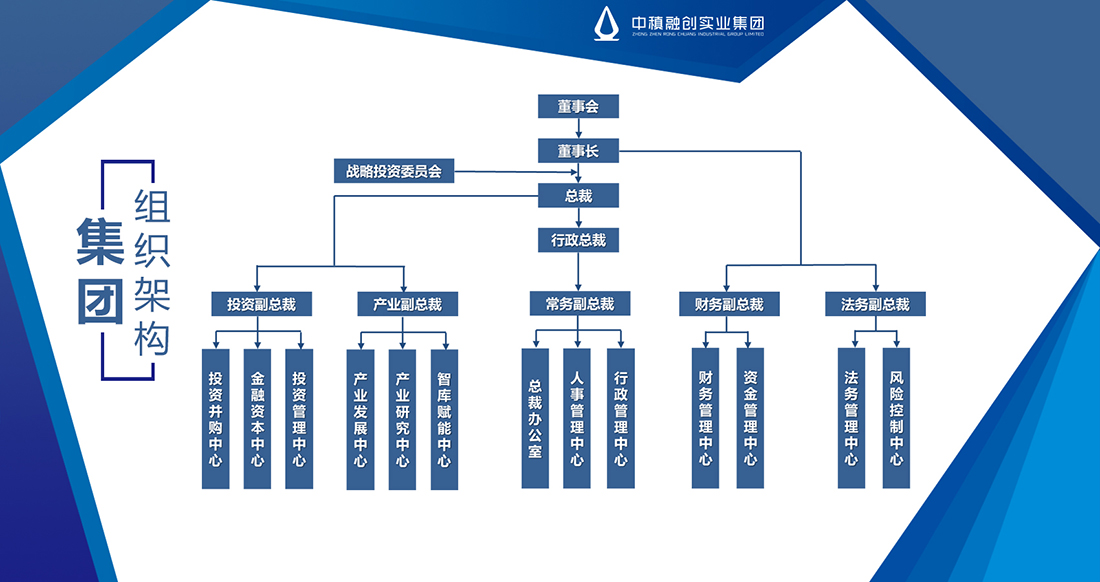 中稹融创实业集团
ZHONG ZHEN RONG CHUANG INDUSTRIAL GROUP LIMITED
集团
组织架构
董事会
董事长
战略投资委员会
总裁
行政总裁
投资副总裁
产业副总裁
常务副总裁
财务副总裁
法务副总裁
投资并购中心
金融资本中心
投资管理中心
产业发展中心
产业研究中心
智库赋能中心
总裁办公室
人事管理中心
行政管理中心
财务管理中心
资金管理中心
法务管理中心
风险控制中心